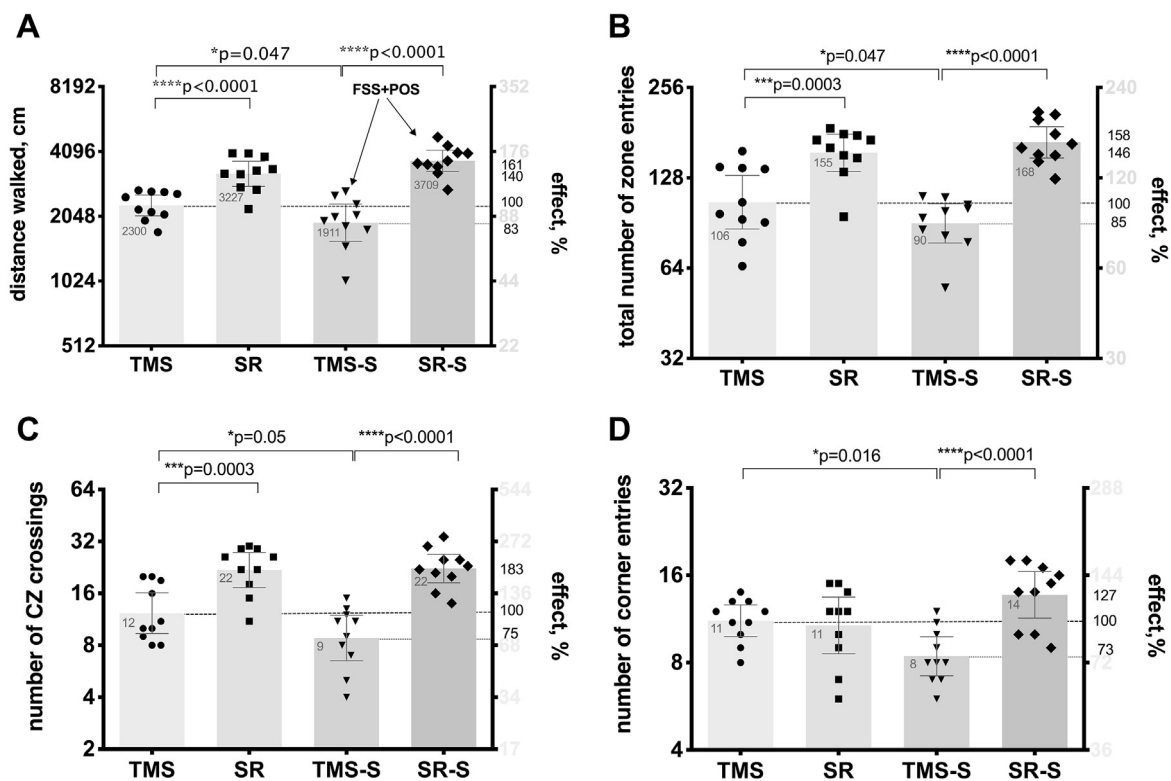 A
*p=0.047
****p<0.0001
****p<0.0001
FSS+POS
distance walked, cm
8192
4096
2048
1024
512
352
176
161
140
100
88
83
44
22
effect, %
2300
3227
1911
3709
TMS
SR
TMS-S
SR-S
B
*p=0.047
****p<0.0001
***p=0.0003
total number of zone entries
256
128
64
32
240
158
146
120
100
85
60
30
effect, %
106
155
90
168
TMS
SR
TMS-S
SR-S
C
*p=0.05
****p<0.0001
***p=0.0003
number of CZ crossings
64
32
16
8
4
2
544
272
183
100
75
68
34
17
effect,%
12
22
9
22
TMS
SR
TMS-S
SR-S
D
*p=0.016
****p<0.0001
number of corner entries
32
16
8
4
288
144
127
100
73
72
36
effect,%
11
11
8
14
TMS
SR
TMS-S
SR-S